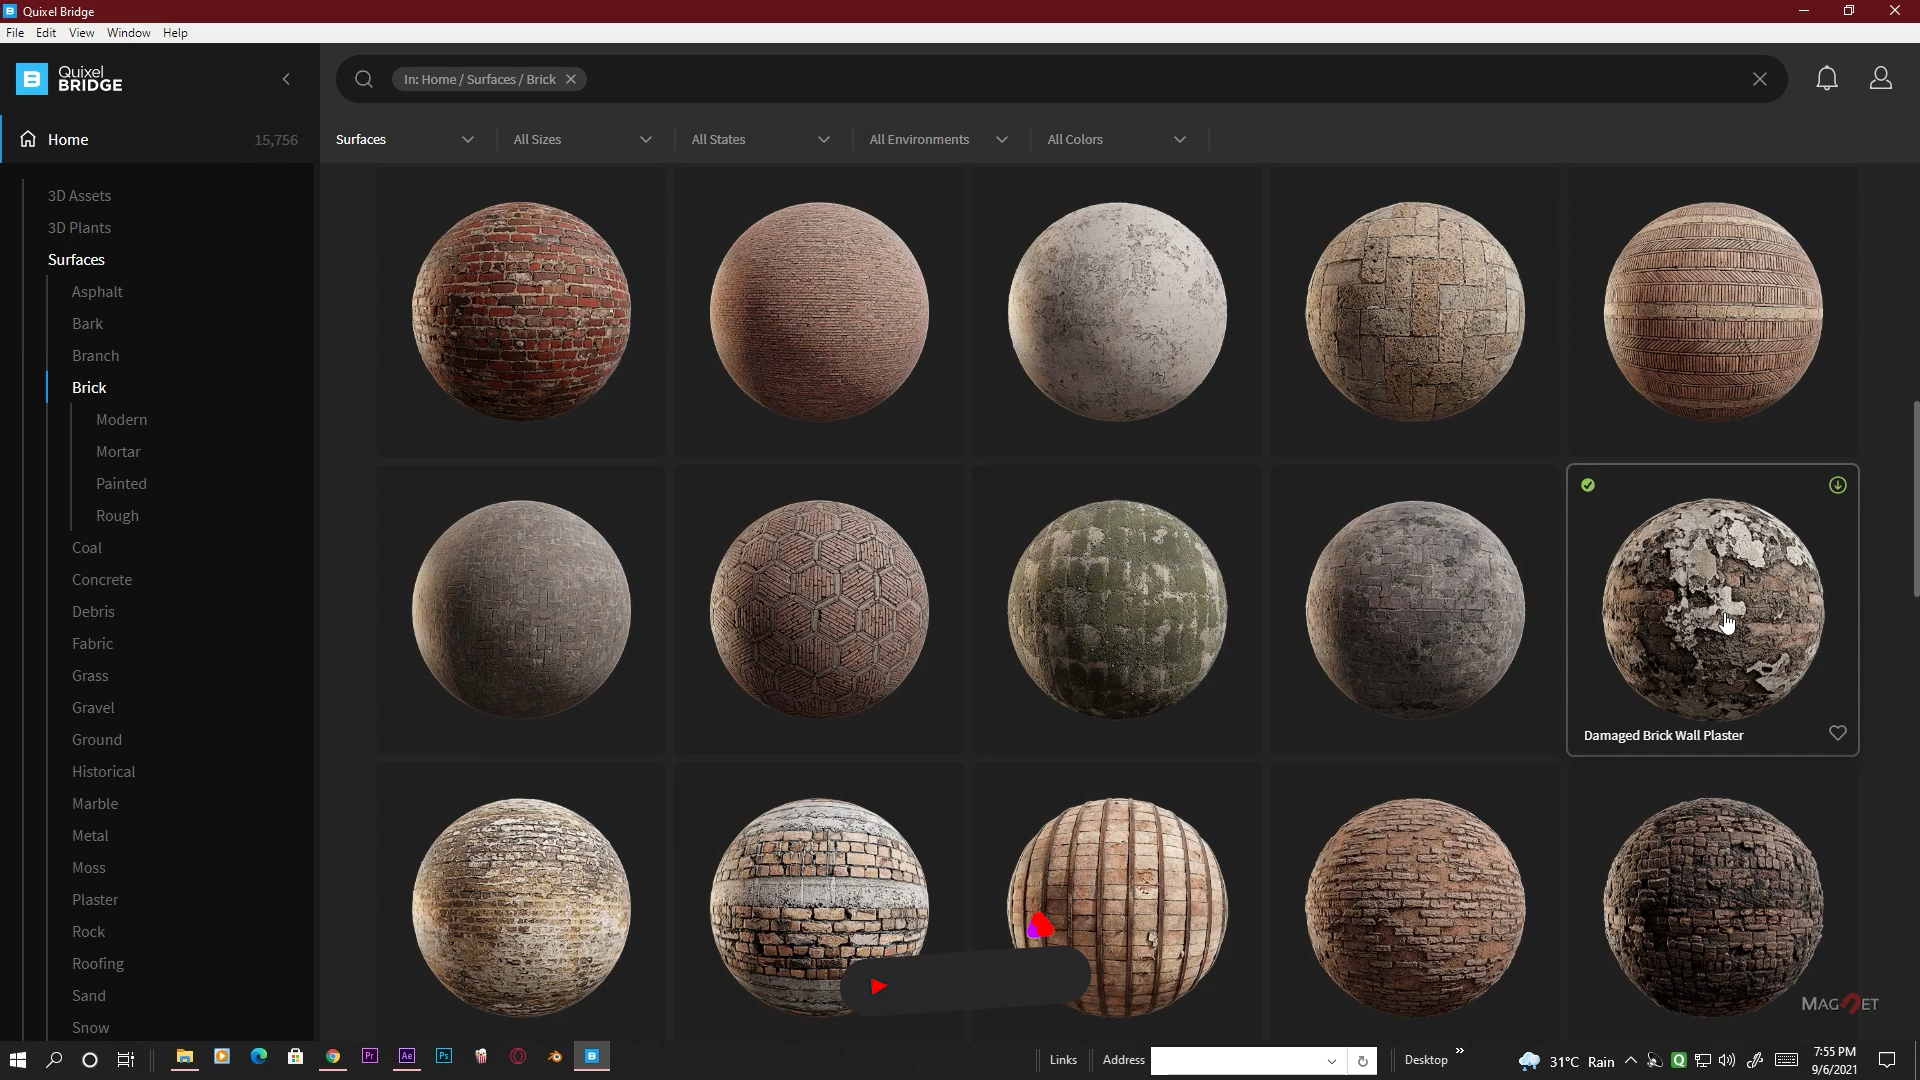 Quixel Bridge
File Edit View Window Help
Quixel
BRIDGE
In: Home / Surfaces / Brick
Home 15,756
Surfaces All Sizes All States All Environments All Colors
3D Assets
3D Plants
Surfaces
Asphalt
Bark
Branch
Brick
Modern
Mortar
Painted
Rough
Coal
Concrete
Debris
Fabric
Grass
Gravel
Ground
Historical
Marble
Metal
Moss
Plaster
Rock
Roofing
Sand
Snow
Damaged Brick Wall Plaster
MAGNET
Pr Ae Ps
Links Address Desktop
31°C Rain
7:55 PM
9/6/2021